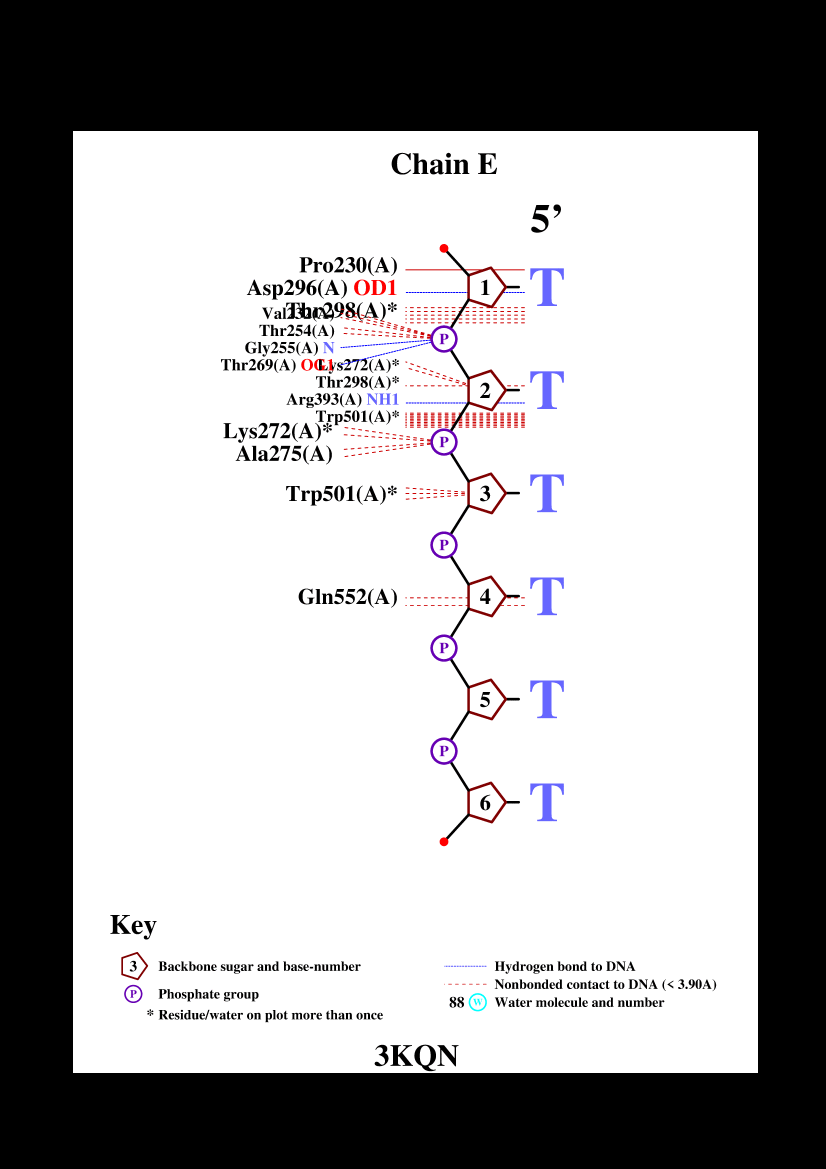 Chain E
5’
Pro230(A)
1 T
Asp296(A) OD1
Thr298(A)*
Val232(A)
Thr254(A)
P
Gly255(A) N
Thr269(A) OG1
Lys272(A)*
Thr298(A)*
2 T
Arg393(A) NH1
Trp501(A)*
Lys272(A)*
P
Ala275(A)
Trp501(A)*
3 T
P
Gln552(A)
4 T
P
5 T
P
6 T
Key
3 Backbone sugar and base-number
P Phosphate group
* Residue/water on plot more than once
Hydrogen bond to DNA
Nonbonded contact to DNA (< 3.90A)
88 W Water molecule and number
3KQN